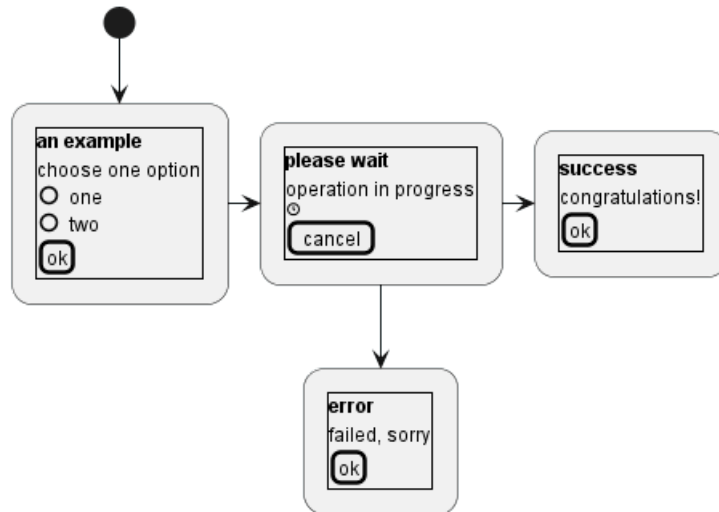 an example
choose one option
one
two
ok
please wait
operation in progress
cancel
success
congratulations!
ok
error
failed, sorry
ok